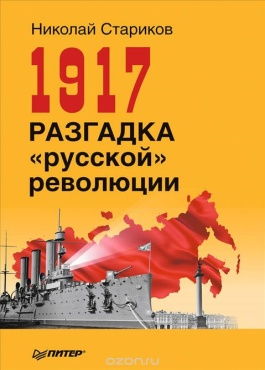 Николай Стариков
1917
РАЗГАДКА
«русской»
революции
ПИТЕР®
ozon.ru